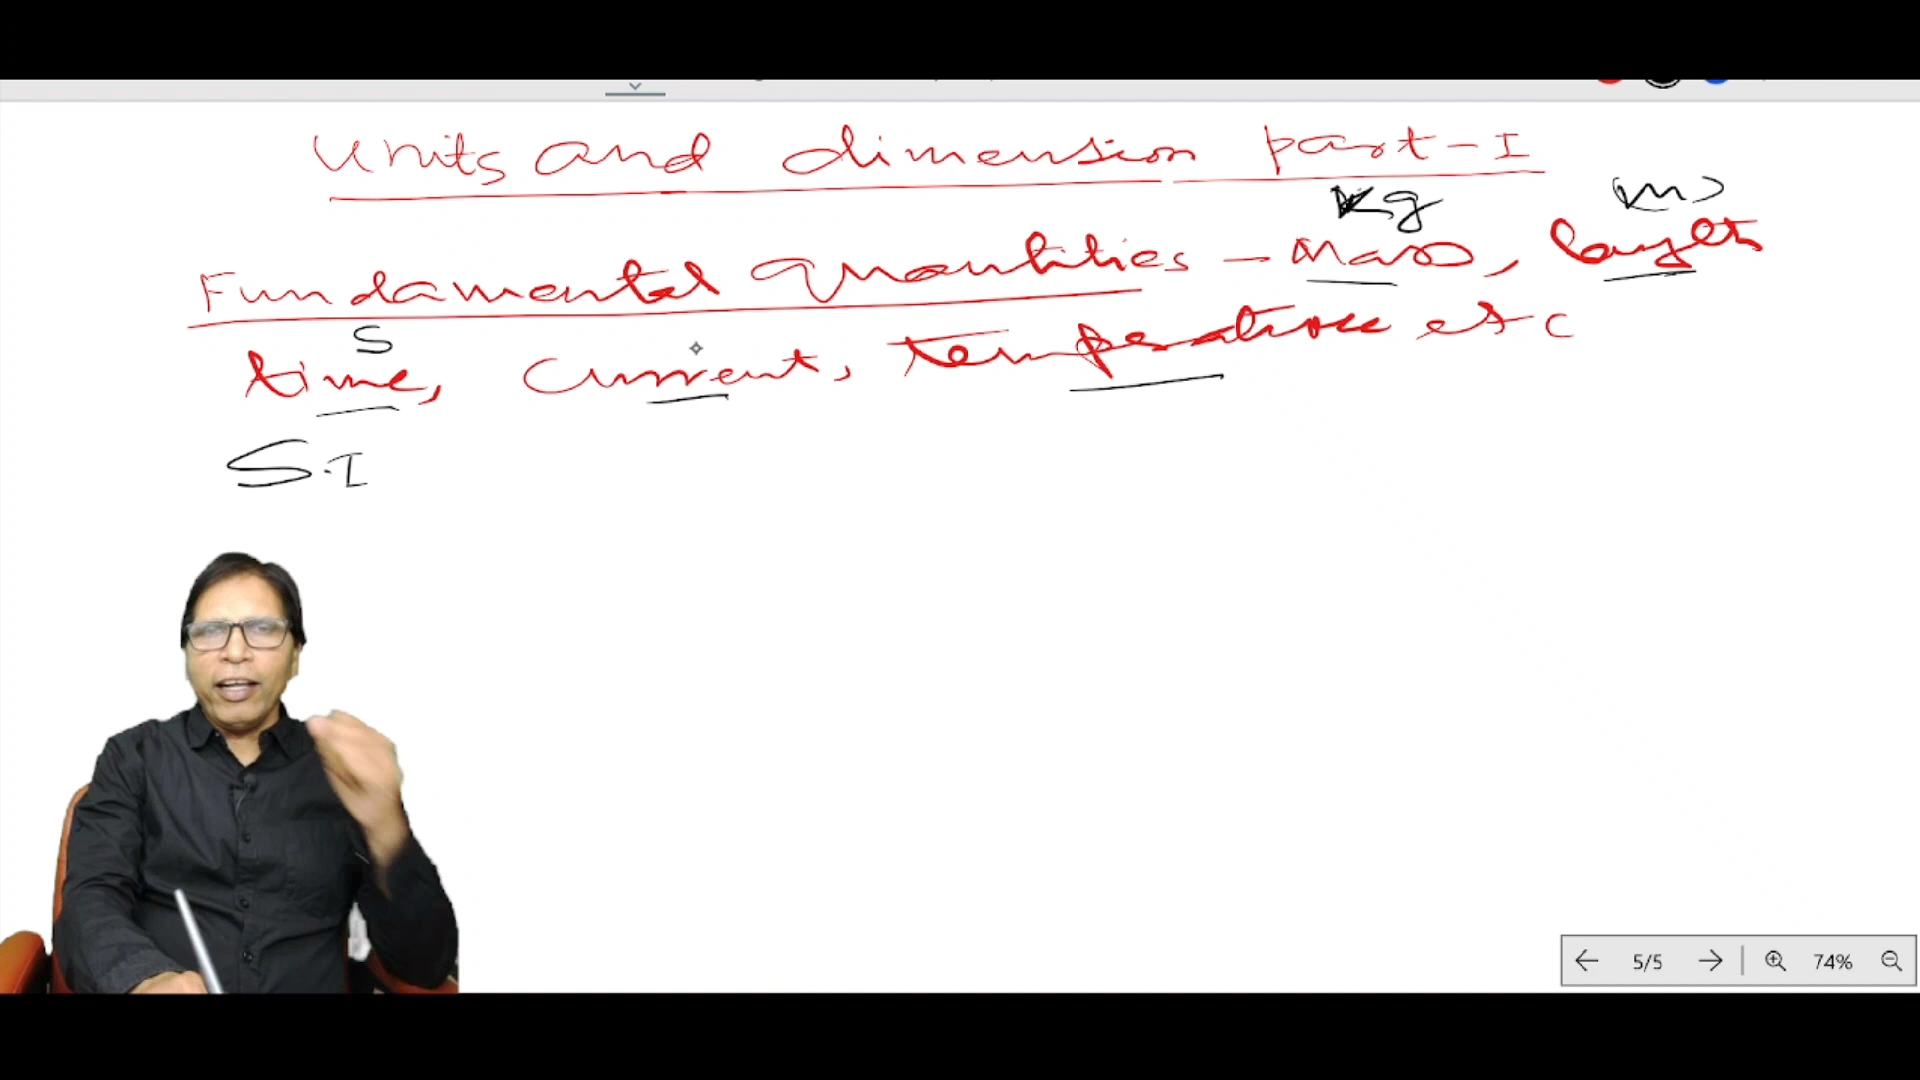 Units and dimension part-I
Kg (m)
Fundamental Quantities - Mass, length
S
time, Current, Temperature etc
S.I
5/5 74%